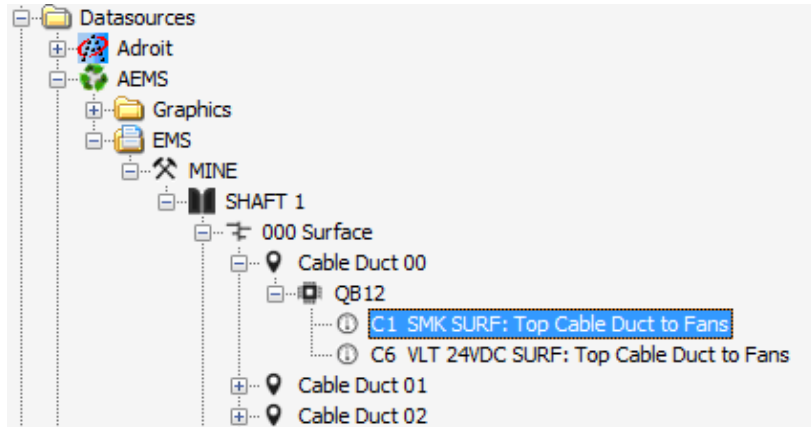 Datasources
Adroit
AEMS
Graphics
EMS
MINE
SHAFT 1
000 Surface
Cable Duct 00
QB12
C1 SMK SURF: Top Cable Duct to Fans
C6 VLT 24VDC SURF: Top Cable Duct to Fans
Cable Duct 01
Cable Duct 02